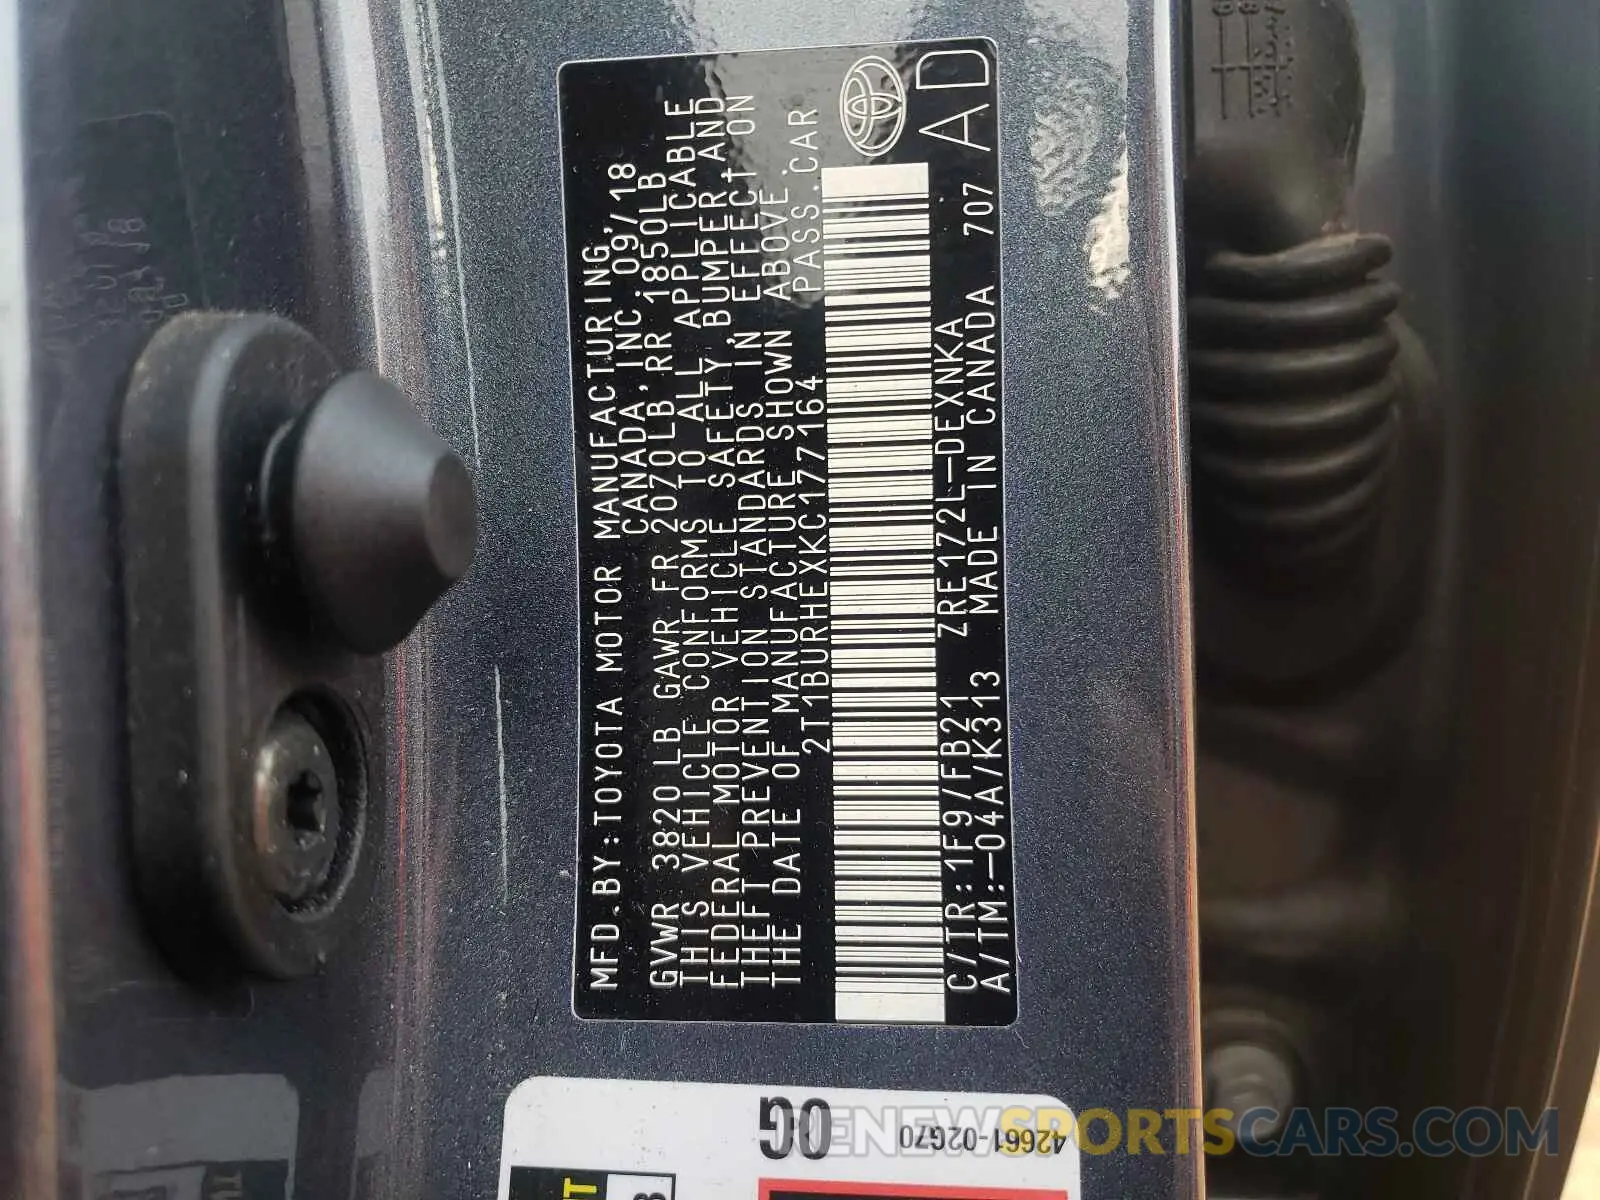 MFD.BY:TOYOTA MOTOR MANUFACTURING,
CANADA, INC. 09/18
GVWR 3820LB GAWR FR 2070LB, RR 1850LB
THIS VEHICLE CONFORMS TO ALL APPLICABLE
FEDERAL MOTOR VEHICLE SAFETY, BUMPER, AND
THEFT PREVENTION STANDARDS IN EFFECT ON
THE DATE OF MANUFACTURE SHOWN ABOVE.
2T1BURHEXKC177164 PASS.CAR
C/TR:1F9/FB21 ZRE172L-DEXNKA 707
A/TM:-04A/K313 MADE IN CANADA
AD
42661-02G70
0G
RENEWSPORTSCARS.COM